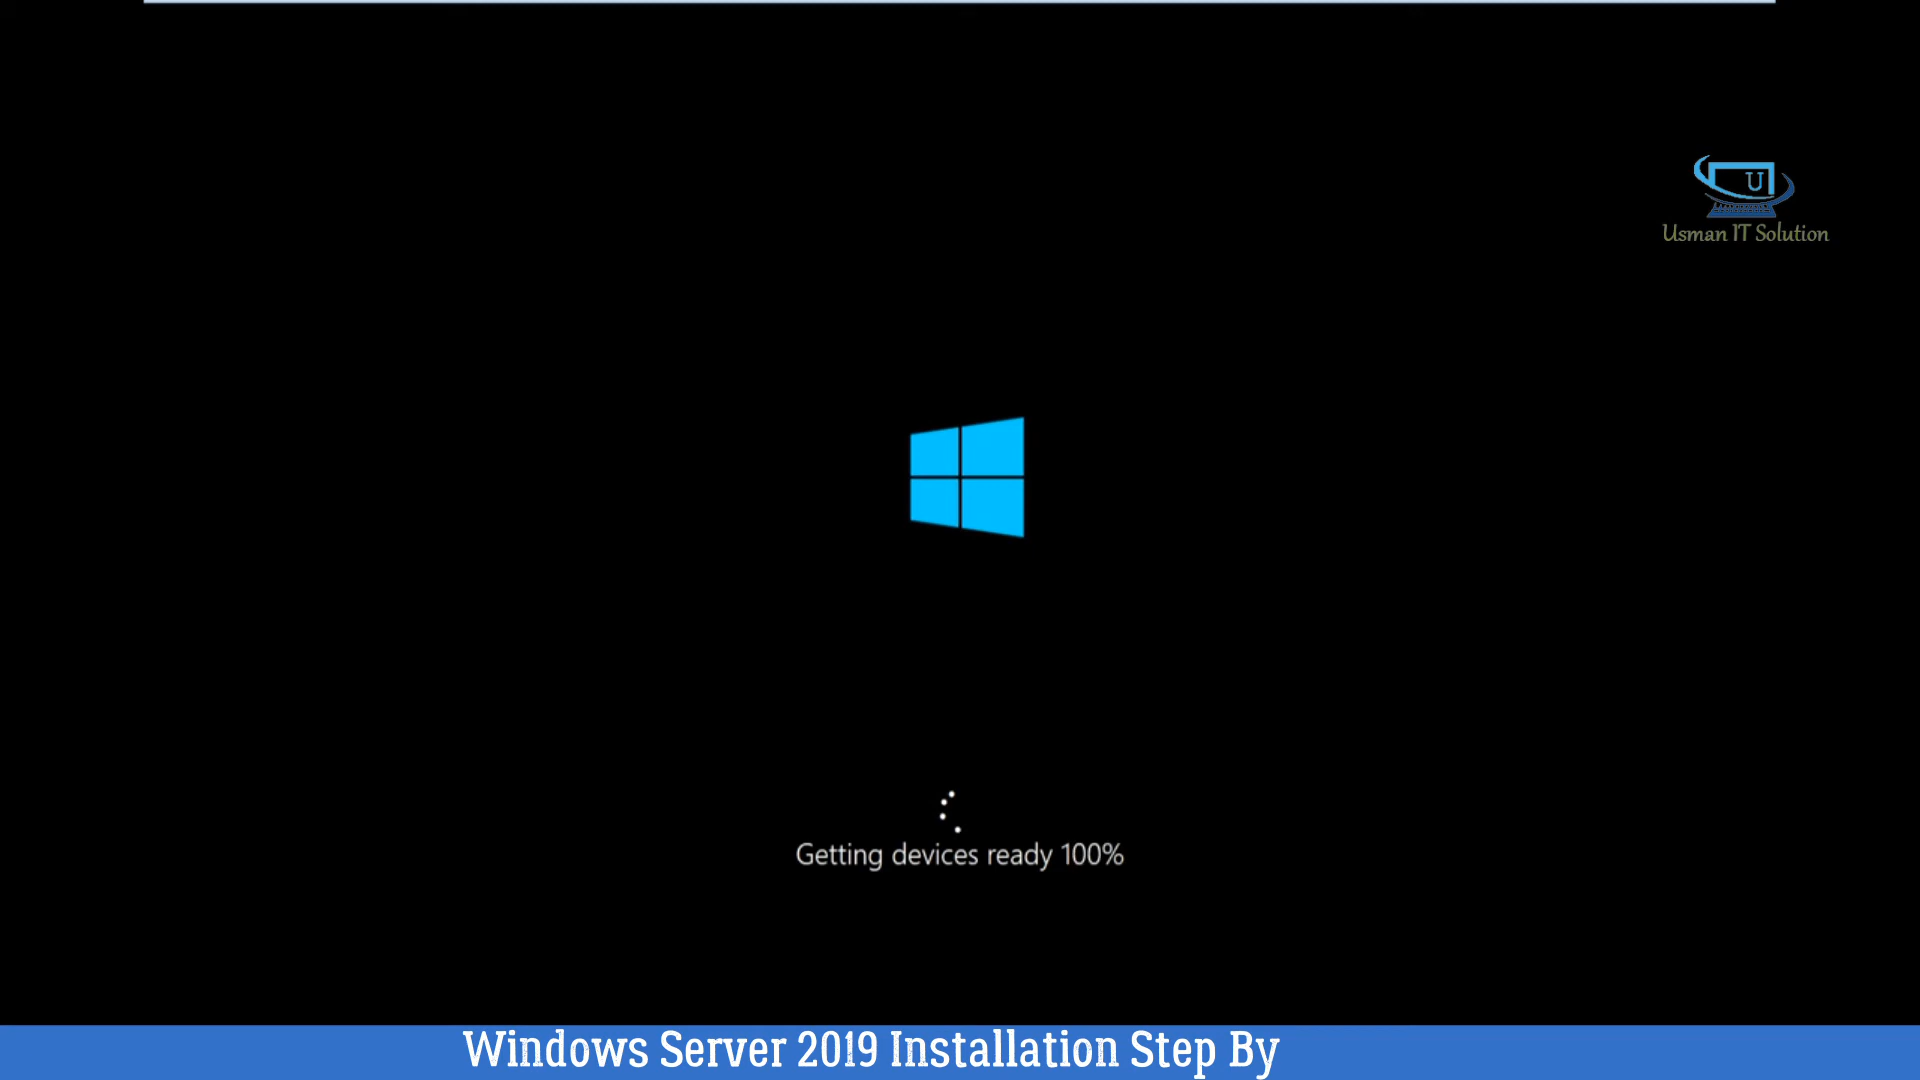 U
Usman IT Solution
Getting devices ready 100%
Windows Server 2019 Installation Step By